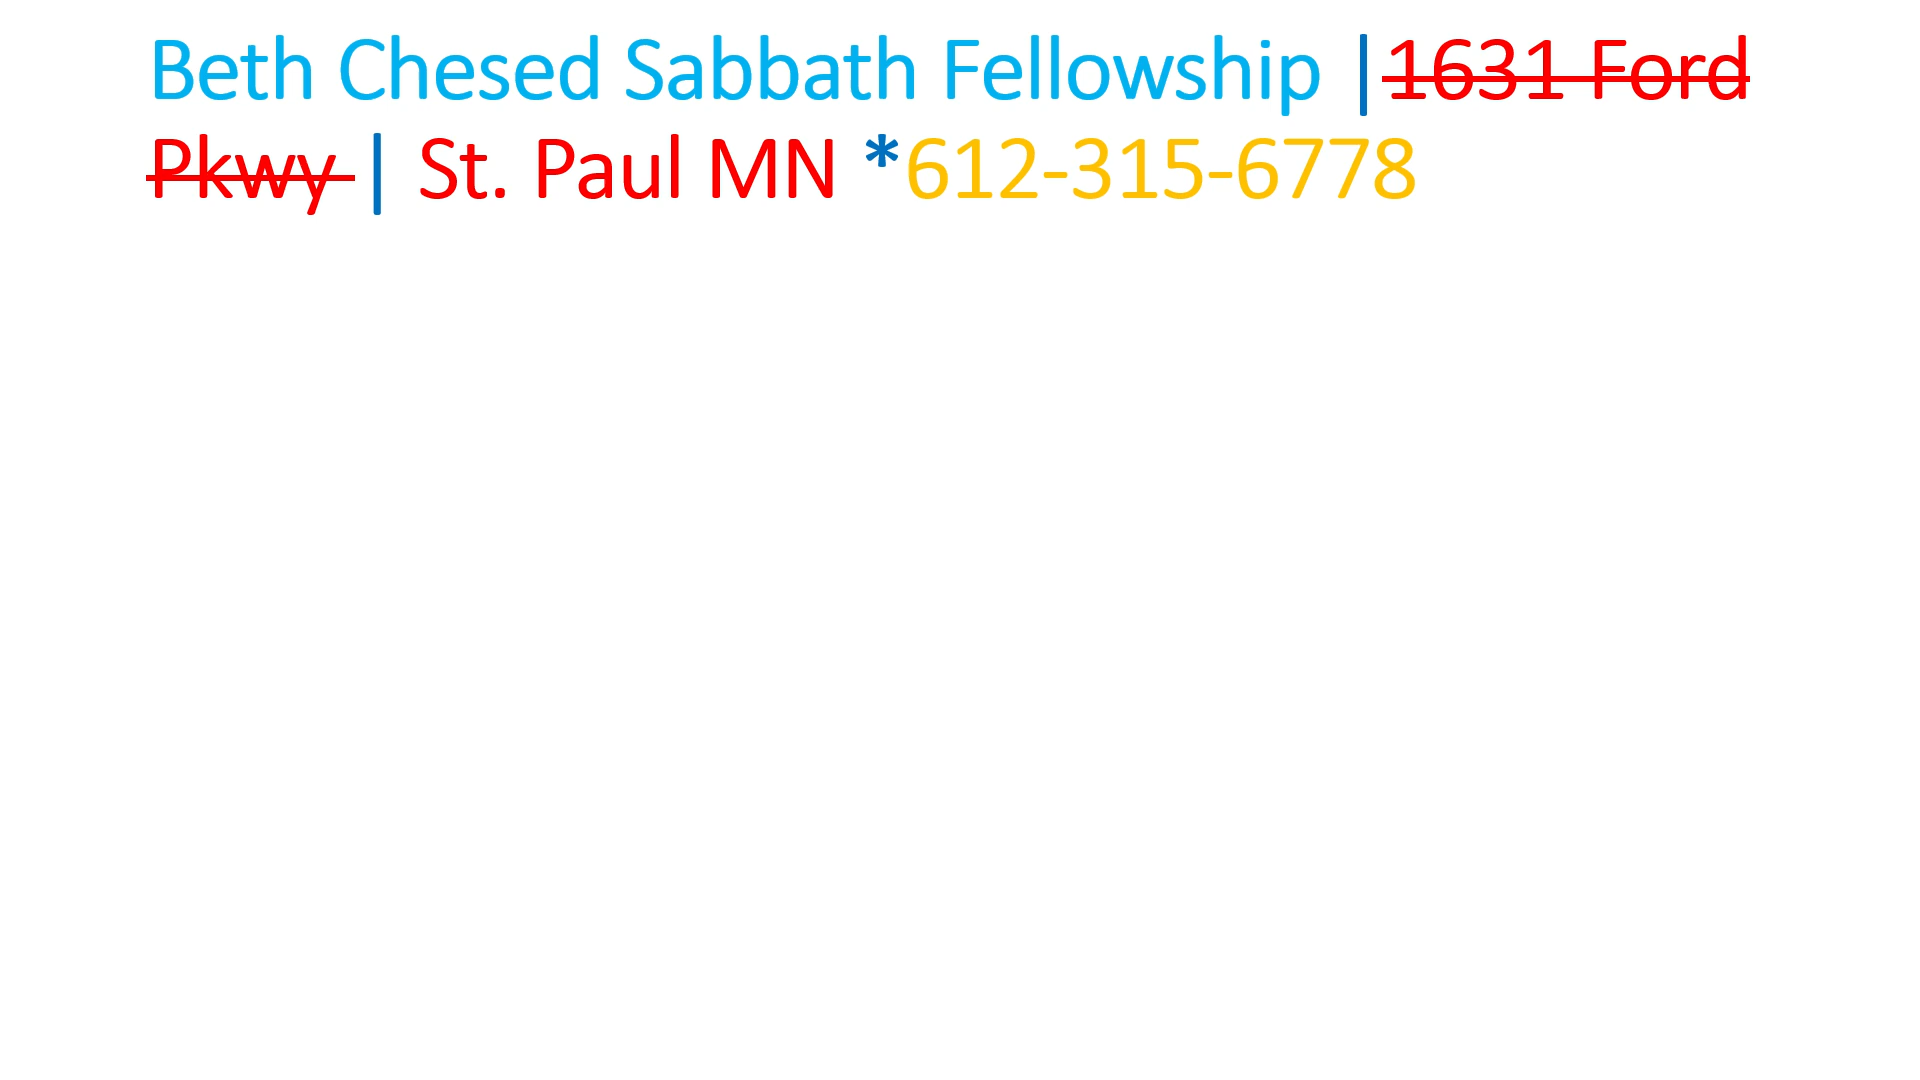 Beth Chesed Sabbath Fellowship |1631 Ford
Pkwy | St. Paul MN *612-315-6778